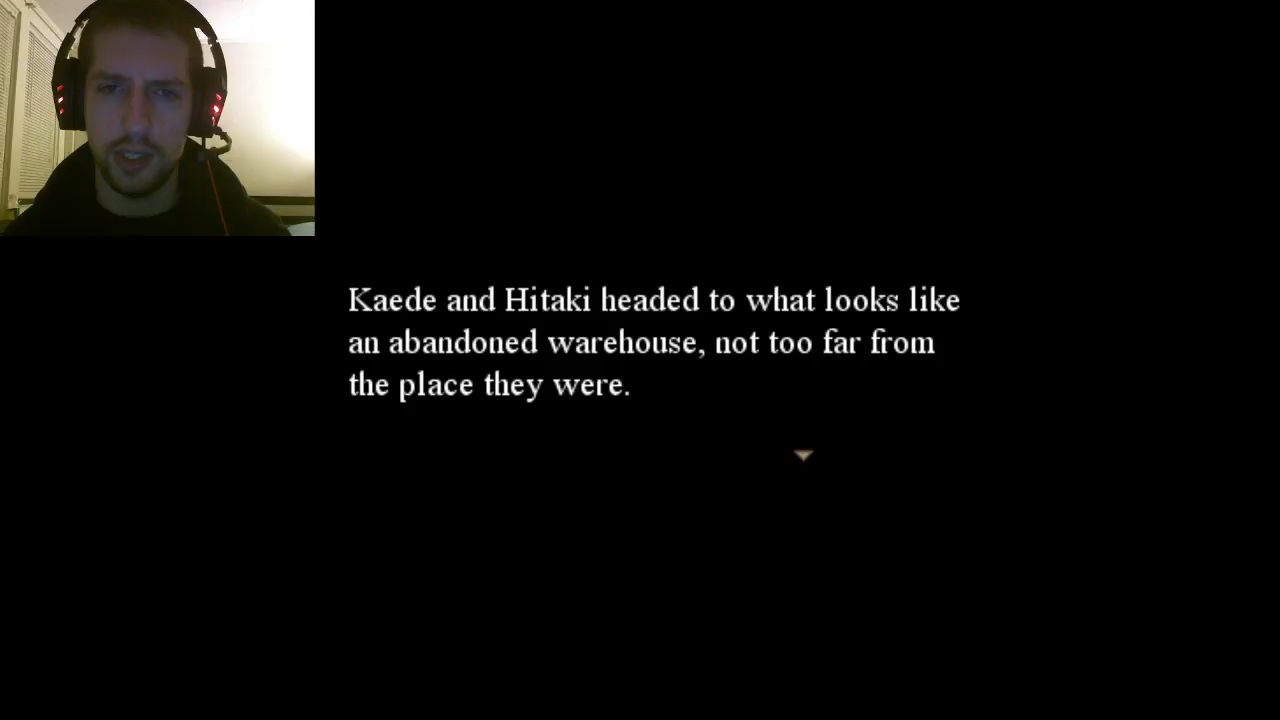 Kaede and Hitaki headed to what looks like
an abandoned warehouse, not too far from
the place they were.